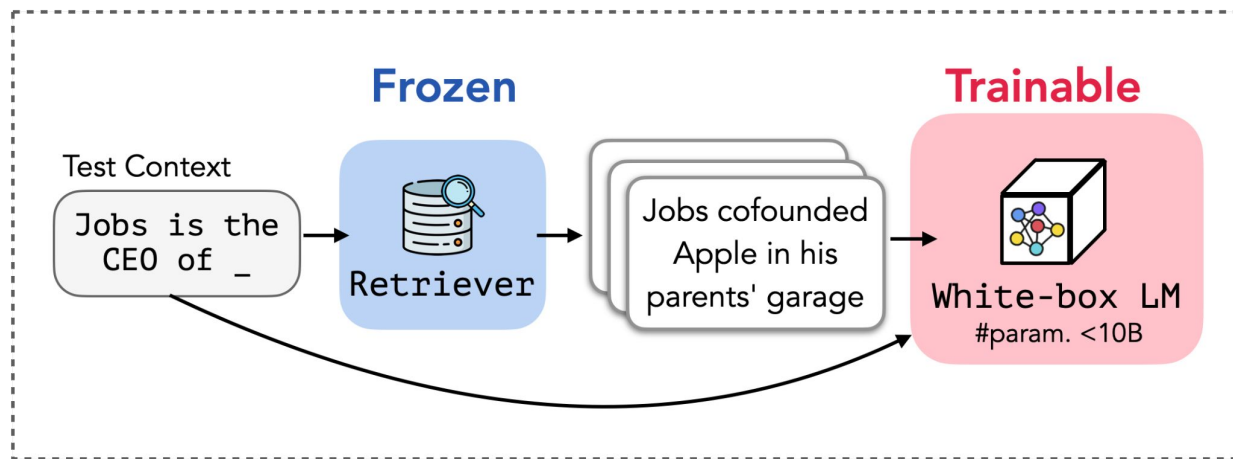 Frozen
Trainable
Test Context
Jobs is the
CEO of _
Retriever
Jobs cofounded
Apple in his
parents' garage
White-box LM
#param. <10B